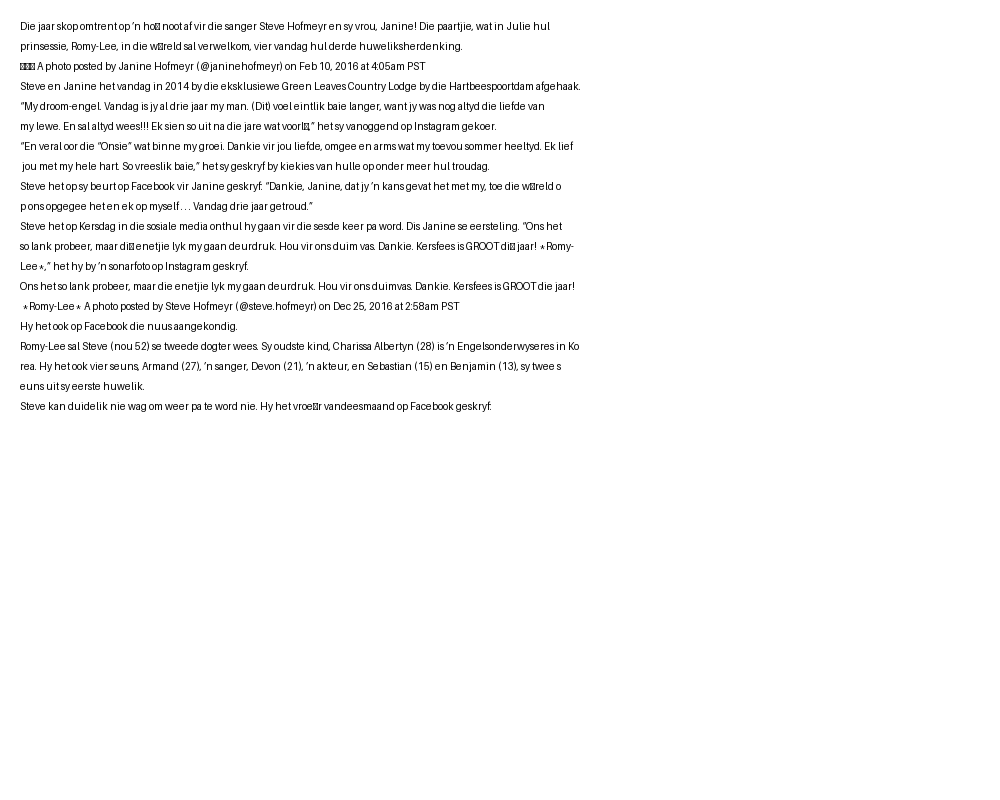 Die jaar skop omtrent op 'n ho□ noot af vir die sanger Steve Hofmeyr en sy vrou, Janine! Die paartjie, wat in Julie hul
prinsessie, Romy-Lee, in die w□reld sal verwelkom, vier vandag hul derde huweliksherdenking.
□□□ A photo posted by Janine Hofmeyr (@janinehofmeyr) on Feb 10, 2016 at 4:05am PST
Steve en Janine het vandag in 2014 by die eksklusiewe Green Leaves Country Lodge by die Hartbeespoortdam afgehaak.
"My droom-engel. Vandag is jy al drie jaar my man. (Dit) voel eintlik baie langer, want jy was nog altyd die liefde van
my lewe. En sal altyd wees!!! Ek sien so uit na die jare wat voorl□," het sy vanoggend op Instagram gekoer.
"En veral oor die "Onsie" wat binne my groei. Dankie vir jou liefde, omgee en arms wat my toevou sommer heeltyd. Ek lief
jou met my hele hart. So vreeslik baie," het sy geskryf by kiekies van hulle op onder meer hul troudag.
Steve het op sy beurt op Facebook vir Janine geskryf: "Dankie, Janine, dat jy 'n kans gevat het met my, toe die w□reld o
p ons opgegee het en ek op myself . . . Vandag drie jaar getroud."
Steve het op Kersdag in die sosiale media onthul hy gaan vir die sesde keer pa word. Dis Janine se eersteling. "Ons het
so lank probeer, maar di□ enetjie lyk my gaan deurdruk. Hou vir ons duim vas. Dankie. Kersfees is GROOT di□ jaar! *Romy-
Lee*," het hy by 'n sonarfoto op Instagram geskryf.
Ons het so lank probeer, maar die enetjie lyk my gaan deurdruk. Hou vir ons duimvas. Dankie. Kersfees is GROOT die jaar!
*Romy-Lee* A photo posted by Steve Hofmeyr (@steve.hofmeyr) on Dec 25, 2016 at 2:58am PST
Hy het ook op Facebook die nuus aangekondig.
Romy-Lee sal Steve (nou 52) se tweede dogter wees. Sy oudste kind, Charissa Albertyn (28) is 'n Engelsonderwyseres in Ko
rea. Hy het ook vier seuns, Armand (27), 'n sanger, Devon (21), 'n akteur, en Sebastian (15) en Benjamin (13), sy twee s
euns uit sy eerste huwelik.
Steve kan duidelik nie wag om weer pa te word nie. Hy het vroe□r vandeesmaand op Facebook geskryf: